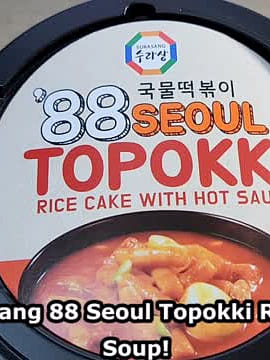 SURASANG
수라상
국물떡볶이
'88 SEOUL
TOPOKK
RICE CAKE WITH HOT SAU
ang 88 Seoul Topokki R
Soup!